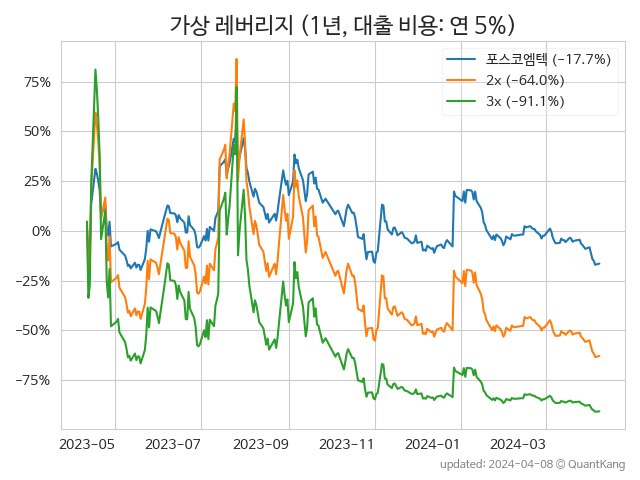 가상 레버리지 (1년, 대출 비용: 연 5%)
포스코엠텍 (−17.7%)
2x (−64.0%)
3x (−91.1%)
75%
50%
25%
0%
−25%
−50%
−75%
2023-05 2023-07 2023-09 2023-11 2024-01 2024-03
updated: 2024-04-08 © QuantKang